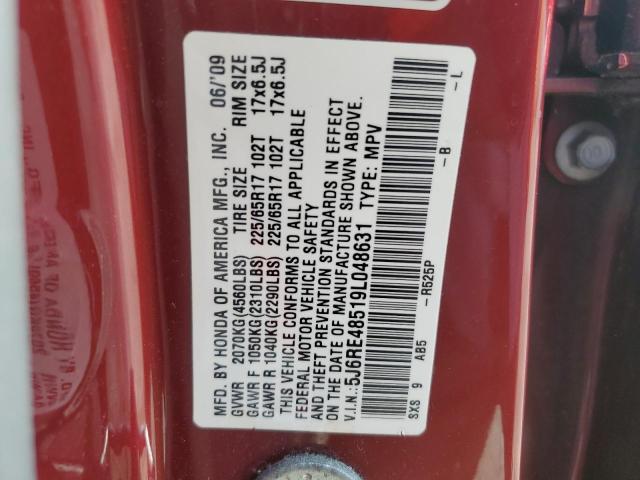 MFD. BY HONDA OF AMERICA MFG., INC. 06/'09
GVWR 2070KG(4560LBS) TIRE SIZE RIM SIZE
GAWR F 1050KG(2310LBS) 225/65R17 102T 17x6.5J
GAWR R 1040KG(2290LBS) 225/65R17 102T 17x6.5J
THIS VEHICLE CONFORMS TO ALL APPLICABLE
FEDERAL MOTOR VEHICLE SAFETY
AND THEFT PREVENTION STANDARDS IN EFFECT
ON THE DATE OF MANUFACTURE SHOWN ABOVE.
V.I.N.:5J6RE48519L048631 TYPE: MPV
SXS 9 AB5 -R525P -B -L